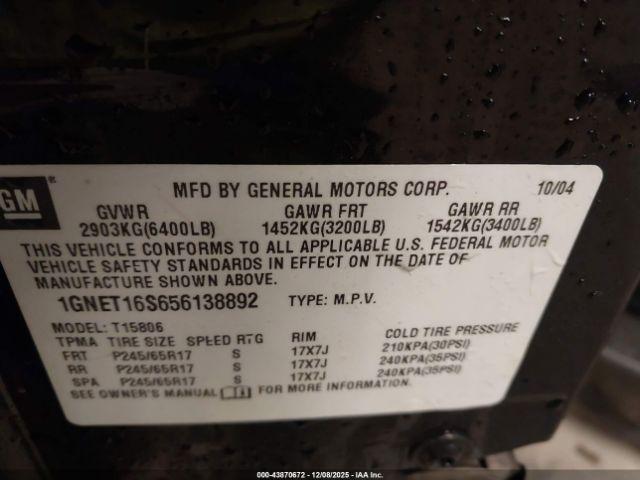 GM®
MFD BY GENERAL MOTORS CORP. 10/04
GVWR GAWR FRT GAWR RR
2903KG(6400LB) 1452KG(3200LB) 1542KG(3400LB)
THIS VEHICLE CONFORMS TO ALL APPLICABLE U.S. FEDERAL MOTOR
VEHICLE SAFETY STANDARDS IN EFFECT ON THE DATE OF
MANUFACTURE SHOWN ABOVE.
1GNET16S656138892 TYPE: M.P.V.
MODEL: T15806
TPMA TIRE SIZE SPEED RTG RIM COLD TIRE PRESSURE
FRT P245/65R17 S 17X7J 210KPA(30PSI)
RR P245/65R17 S 17X7J 240KPA(35PSI)
SPA P245/65R17 S 17X7J 240KPA(35PSI)
SEE OWNER'S MANUAL FOR MORE INFORMATION.
000-43870672 - 12/08/2025 - IAA Inc.